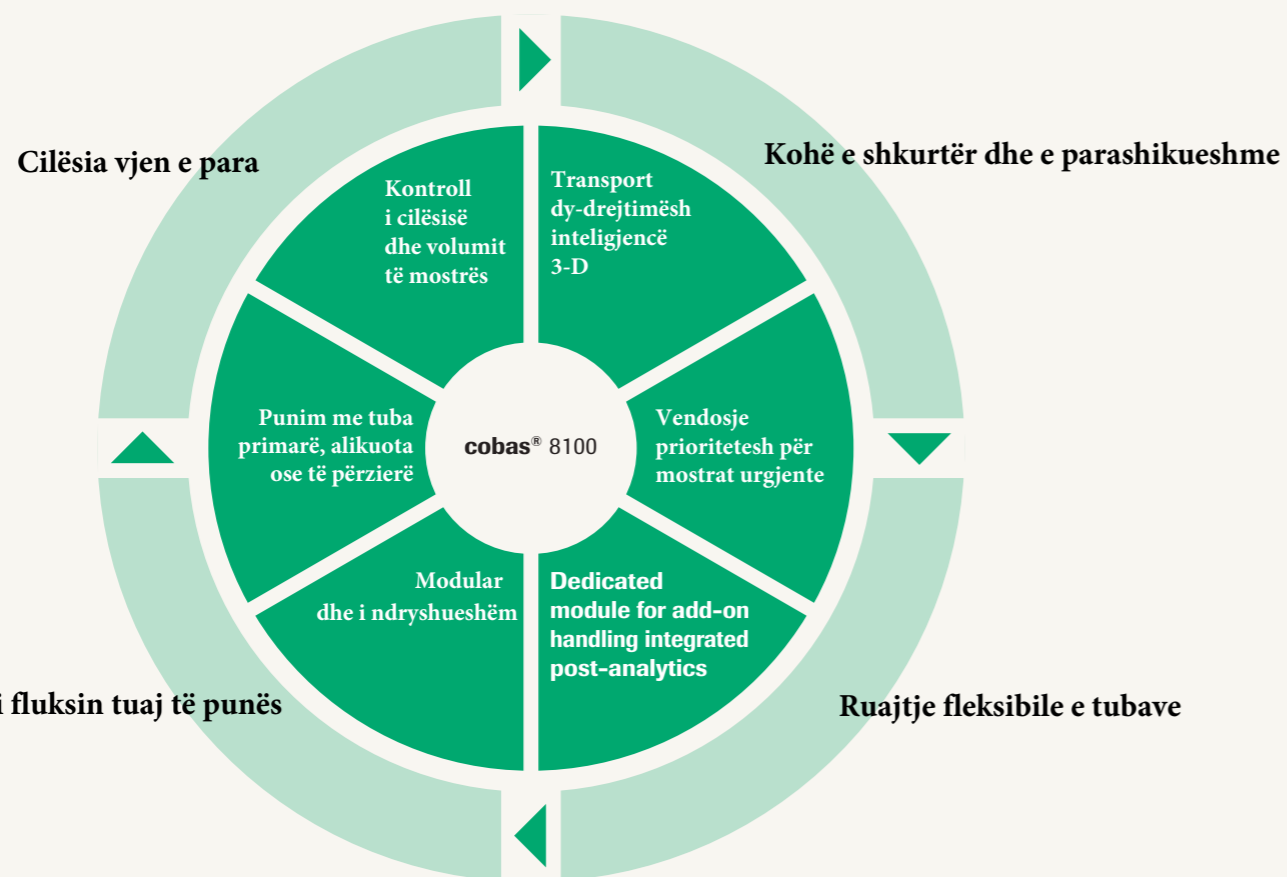 Cilësia vjen e para
Kohë e shkurtër dhe e parashikueshme
Kontroll
i cilësisë
dhe volumit
të mostrës
Transport
dy-drejtimësh
inteligjencë
3-D
Punim me tuba
primarë, alikuota
ose të përzierë
cobas® 8100
Vendosje
prioritetesh për
mostrat urgjente
Modular
dhe i ndryshueshëm
Dedicated
module for add-on
handling integrated
post-analytics
fluksin tuaj të punës
Ruajtje fleksibile e tubave